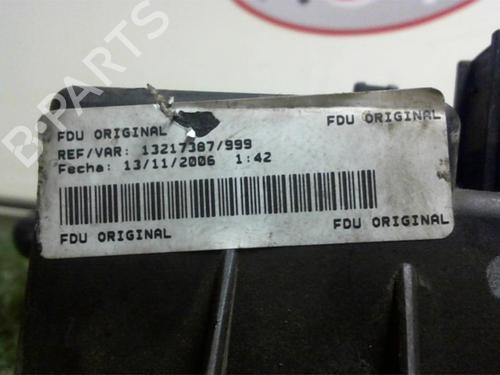 FDU ORIGINAL FDU ORIGINAL
REF/VAR: 13217387/999
Fecha: 13/11/2006 1:42
FDU ORIGINAL FDU ORIGINAL
B-PARTS